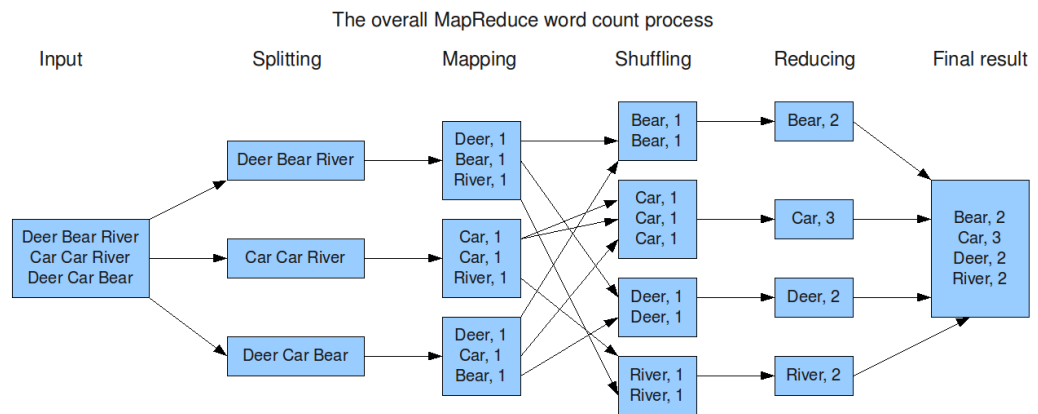 The overall MapReduce word count process
Input
Splitting
Mapping
Shuffling
Reducing
Final result
Deer Bear River
Car Car River
Deer Car Bear
Deer Bear River
Car Car River
Deer Car Bear
Deer, 1
Bear, 1
River, 1
Car, 1
Car, 1
River, 1
Deer, 1
Car, 1
Bear, 1
Bear, 1
Bear, 1
Car, 1
Car, 1
Car, 1
Deer, 1
Deer, 1
River, 1
River, 1
Bear, 2
Car, 3
Deer, 2
River, 2
Bear, 2
Car, 3
Deer, 2
River, 2